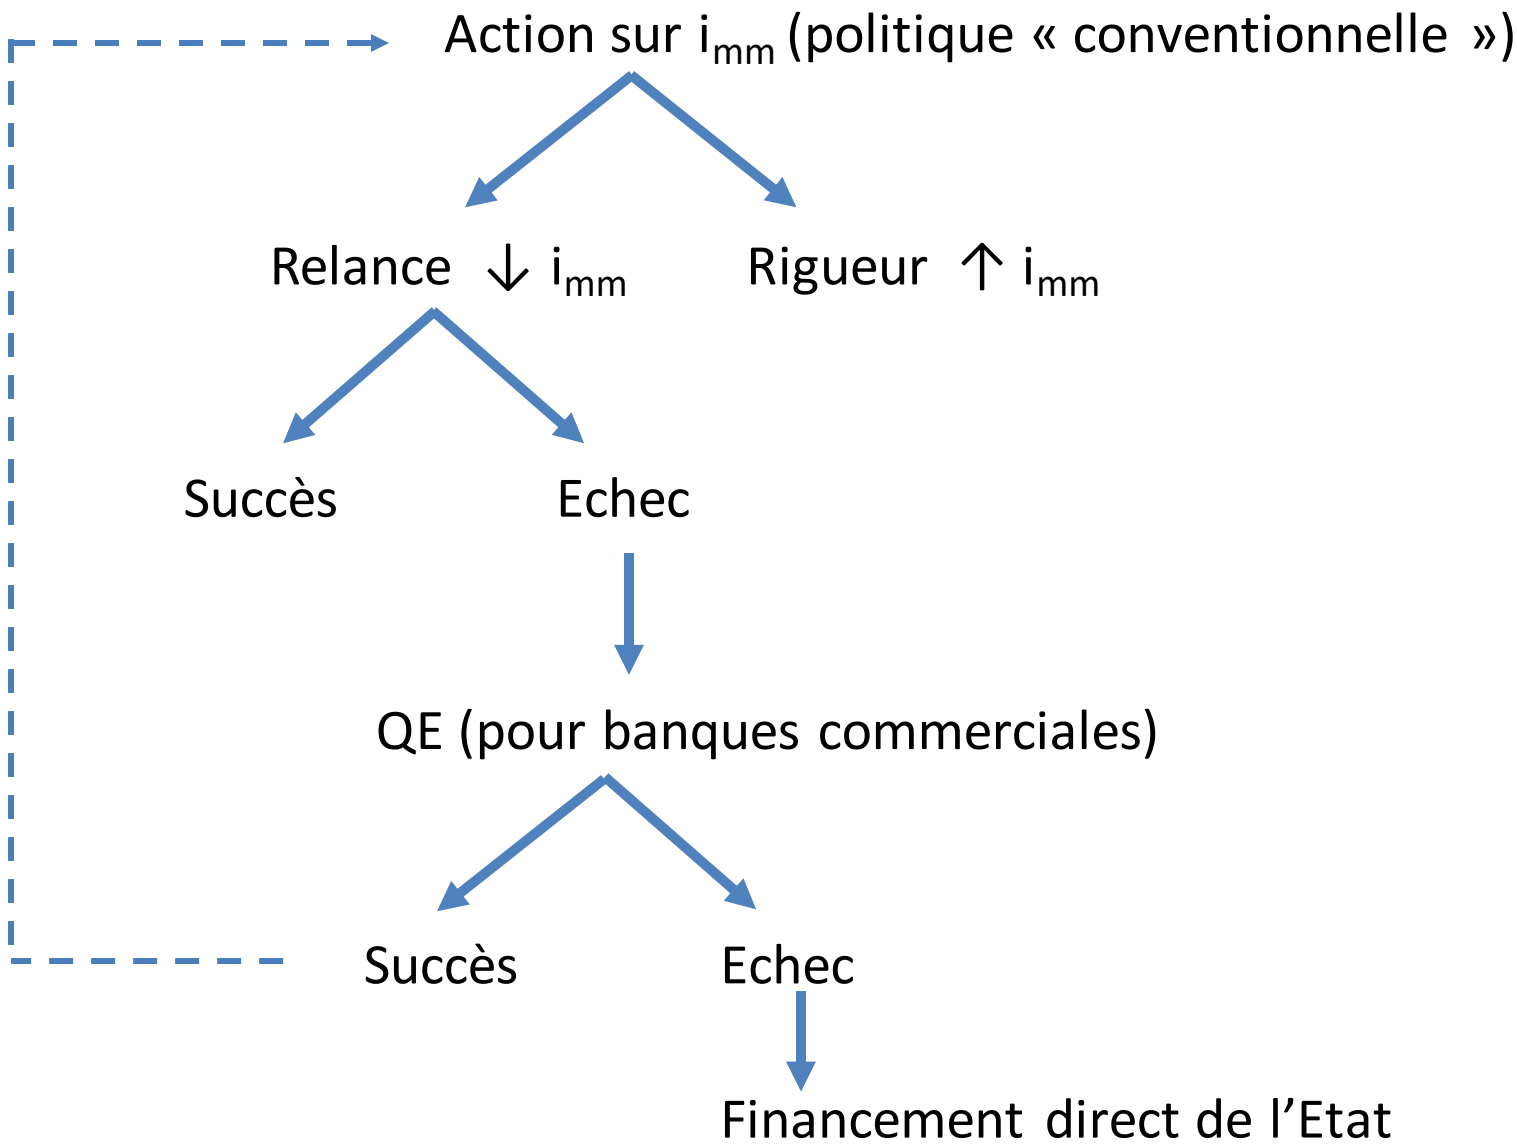 Action sur imm (politique « conventionnelle »)
Relance ↓ imm
Rigueur ↑ imm
Succès
Echec
QE (pour banques commerciales)
Succès
Echec
Financement direct de l’Etat